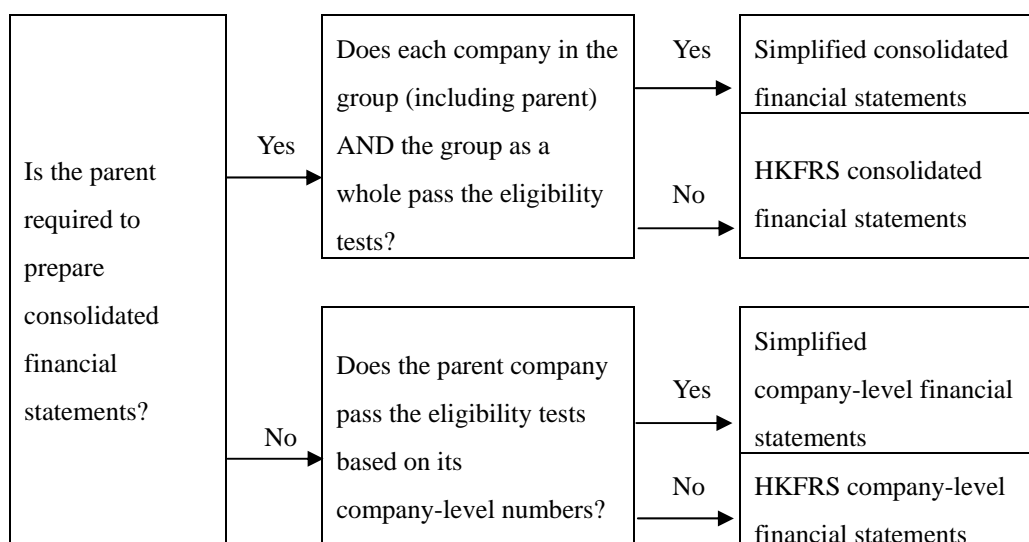 Is the parent
required to
prepare
consolidated
financial
statements?
Yes
No
Does each company in the
group (including parent)
AND the group as a
whole pass the eligibility
tests?
Yes
No
Simplified consolidated
financial statements
HKFRS consolidated
financial statements
Does the parent company
pass the eligibility tests
based on its
company-level numbers?
Yes
No
Simplified
company-level financial
statements
HKFRS company-level
financial statements